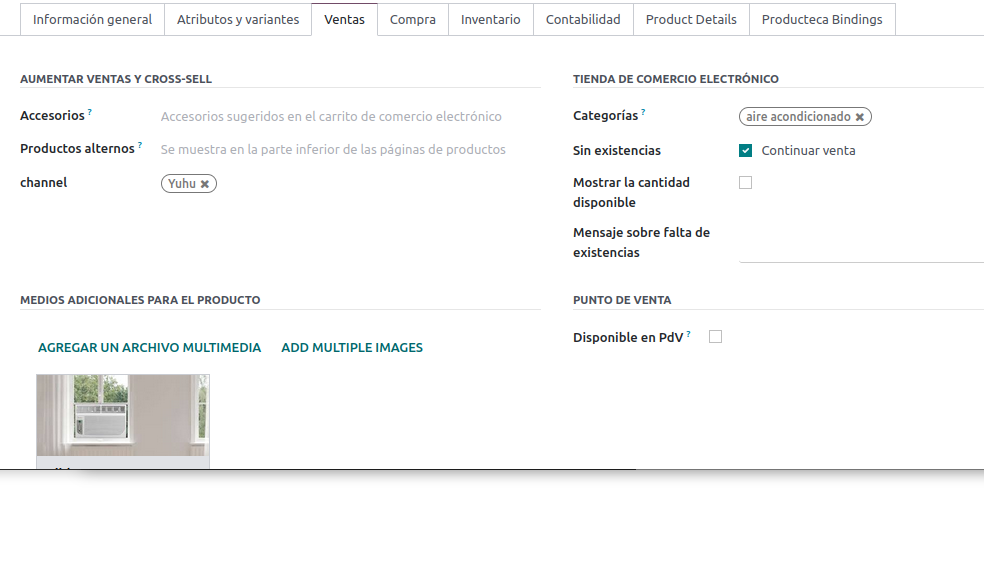 Información general Atributos y variantes Ventas Compra Inventario Contabilidad Product Details Producteca Bindings
AUMENTAR VENTAS Y CROSS-SELL
Accesorios ? Accesorios sugeridos en el carrito de comercio electrónico
Productos alternos ? Se muestra en la parte inferior de las páginas de productos
channel Yuhu ×
TIENDA DE COMERCIO ELECTRÓNICO
Categorías ? aire acondicionado ×
Sin existencias Continuar venta
Mostrar la cantidad
disponible
Mensaje sobre falta de
existencias
MEDIOS ADICIONALES PARA EL PRODUCTO
AGREGAR UN ARCHIVO MULTIMEDIA ADD MULTIPLE IMAGES
PUNTO DE VENTA
Disponible en PdV ?